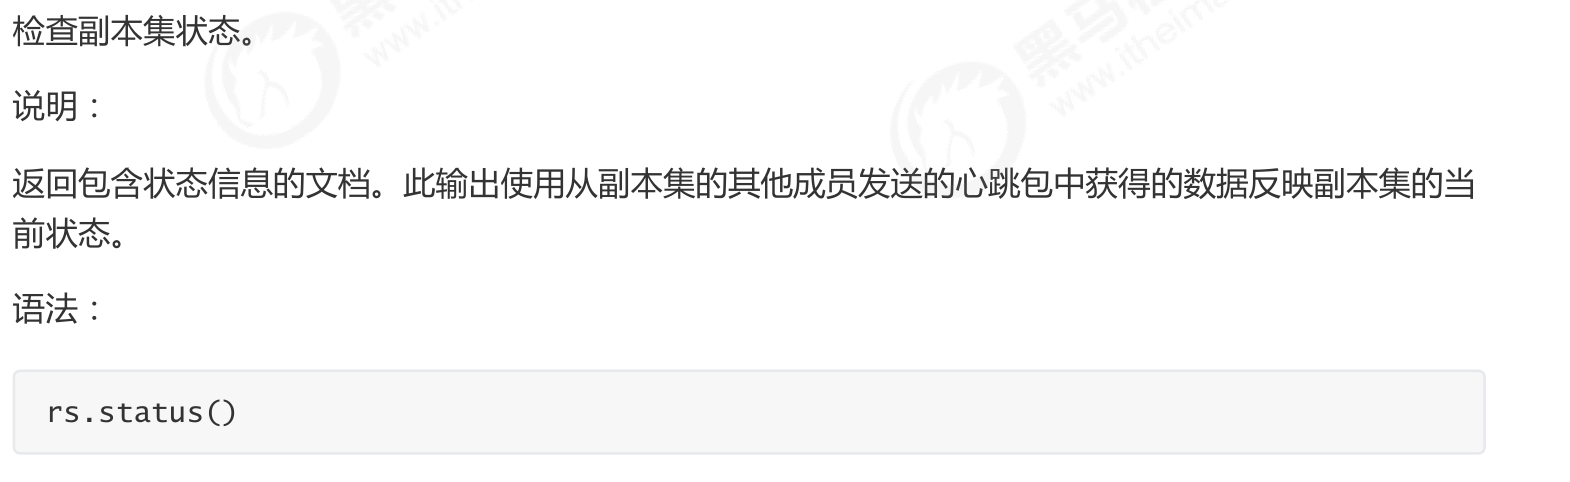 检查副本集状态。
说明：
返回包含状态信息的文档。此输出使用从副本集的其他成员发送的心跳包中获得的数据反映副本集的当
前状态。
语法：
rs.status()